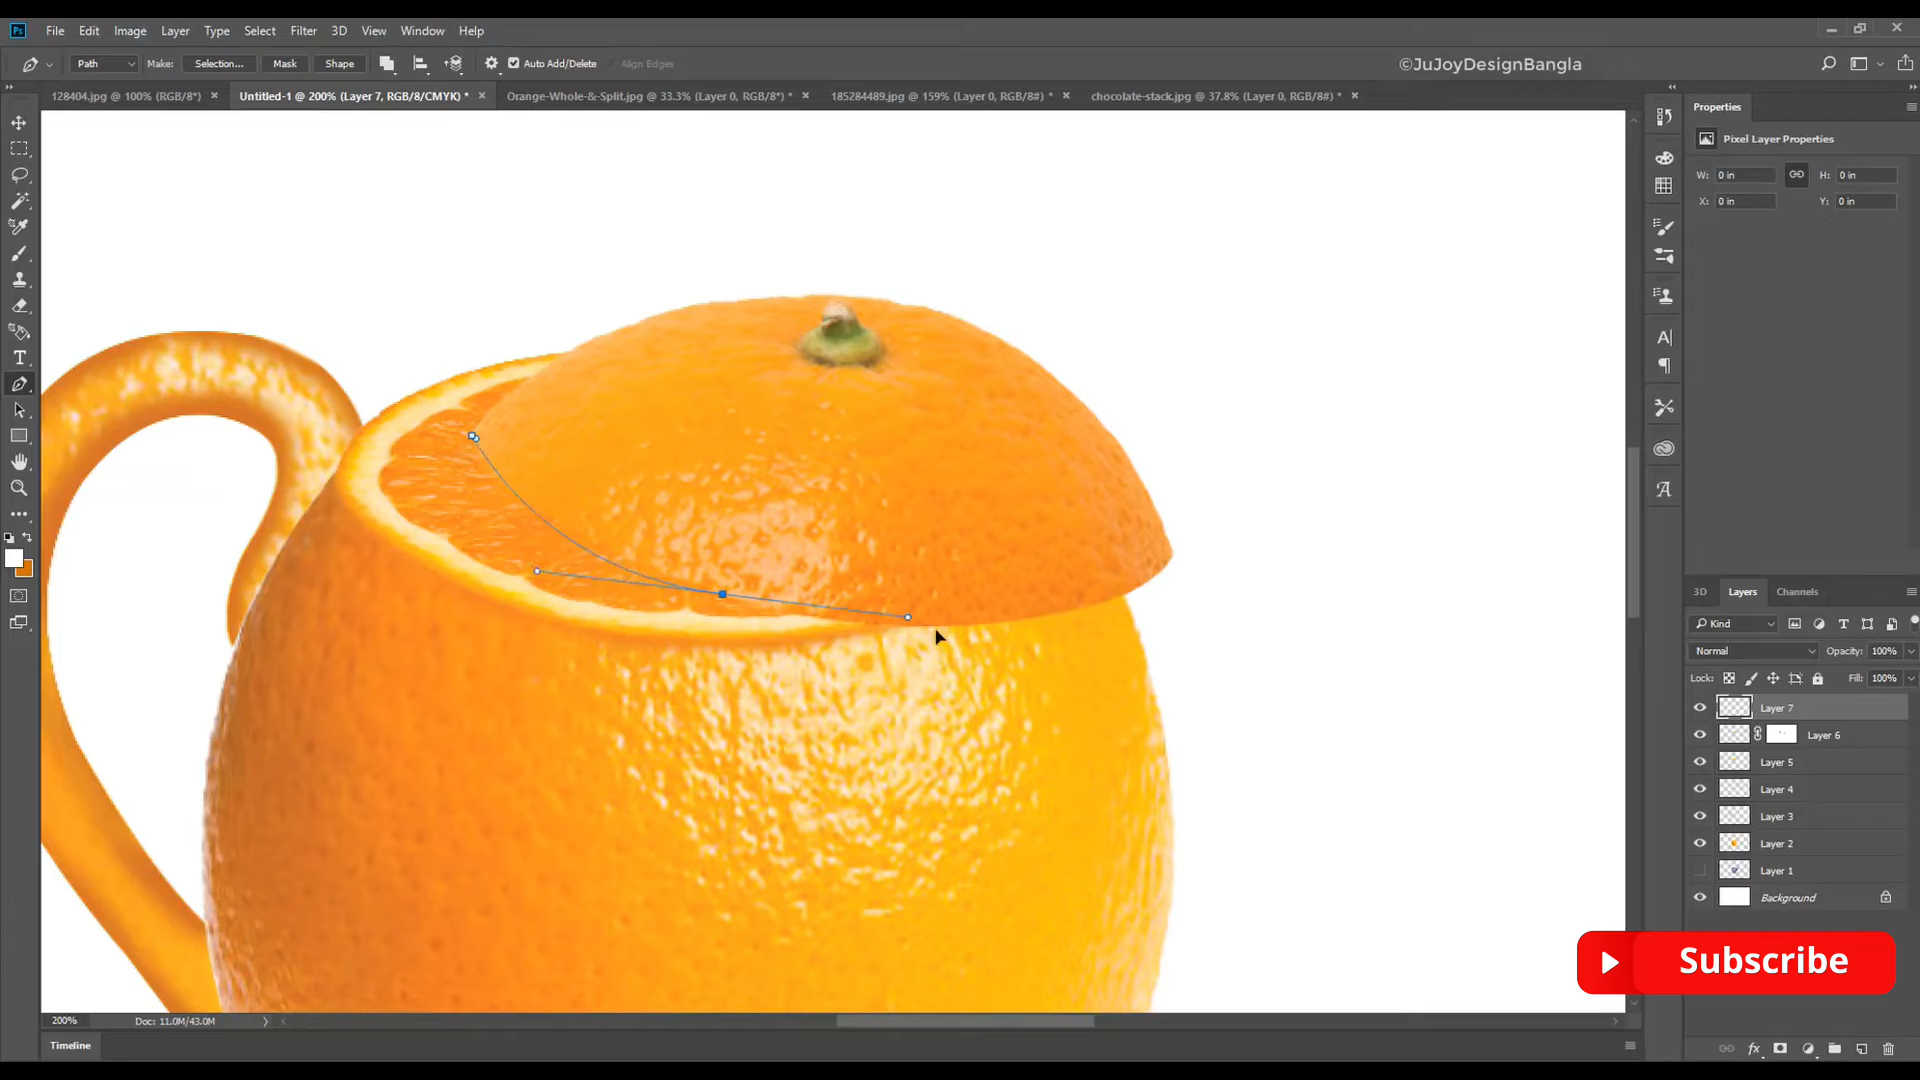 Ps File Edit Image Layer Type Select Filter 3D View Window Help
Path Make: Selection... Mask Shape Auto Add/Delete Align Edges ©JuJoyDesignBangla
128404.jpg @ 100% (RGB/8*) Untitled-1 @ 200% (Layer 7, RGB/8/CMYK) * Orange-Whole-&-Split.jpg @ 33.3% (Layer 0, RGB/8*) * 185284489.jpg @ 159% (Layer 0, RGB/8#) * chocolate-stack.jpg @ 37.8% (Layer 0, RGB/8#) *
Properties
Pixel Layer Properties
W: 0 in H: 0 in
X: 0 in Y: 0 in
3D Layers Channels
Kind
Normal Opacity: 100%
Lock: Fill: 100%
Layer 7
Layer 6
Layer 5
Layer 4
Layer 3
Layer 2
Layer 1
Background
Subscribe
200% Doc: 11.0M/43.0M
Timeline